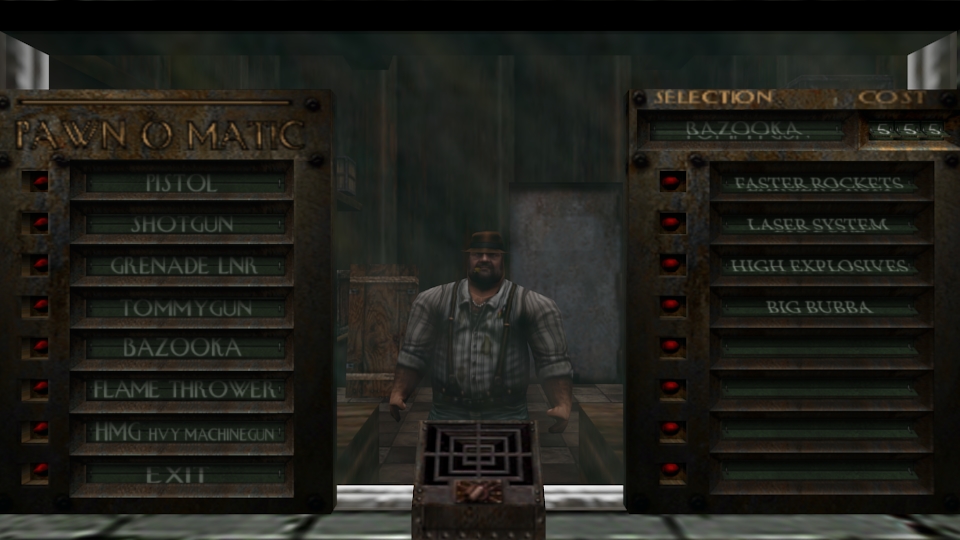 PAWN O MATIC
PISTOL
SHOTGUN
GRENADE LNR
TOMMYGUN
BAZOOKA
FLAME THROWER
HMG HVY MACHINEGUN
EXIT
SELECTION COST
BAZOOKA
FASTER ROCKETS
LASER SYSTEM
HIGH EXPLOSIVES
BIG BUBBA